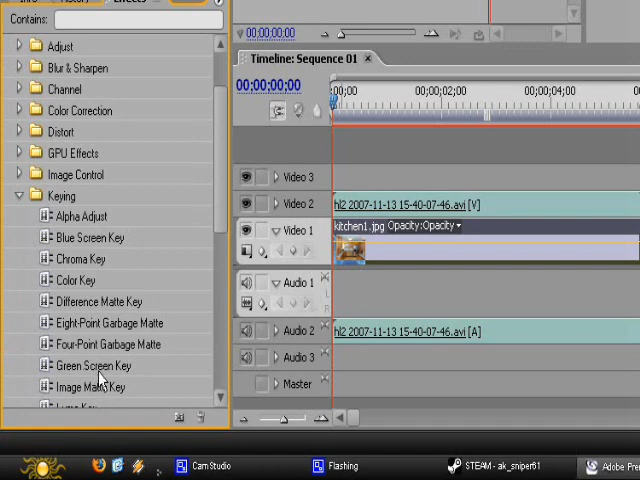 Info
History
Effects
Contains:
Adjust
Blur & Sharpen
Channel
Color Correction
Distort
GPU Effects
Image Control
Keying
Alpha Adjust
Blue Screen Key
Chroma Key
Color Key
Difference Matte Key
Eight-Point Garbage Matte
Four-Point Garbage Matte
Green Screen Key
Image Matte Key
Luma Key
00;00;00;00
Timeline: Sequence 01
00;00;00;00
;00;00
00;00;02;00
00;00;04;00
Video 3
Video 2
hl2 2007-11-13 15-40-07-46.avi [V]
Video 1
kitchen1.jpg Opacity:Opacity
Audio 1
L
R
Audio 2
hl2 2007-11-13 15-40-07-46.avi [A]
Audio 3
Master
CamStudio
Flashing
STEAM - ak_sniper61
Adobe Pre